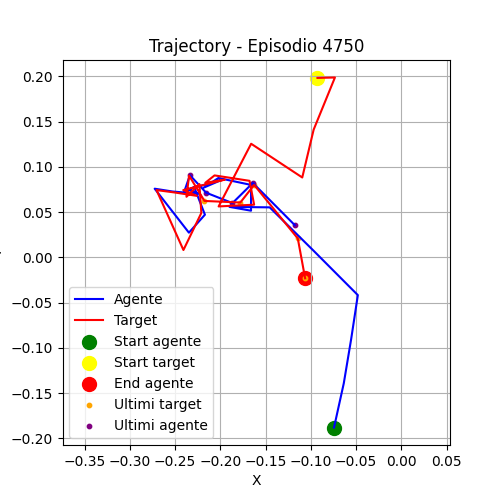 Trajectory - Episodio 4750
0.20
0.15
0.10
0.05
0.00
−0.05
−0.10
−0.15
−0.20
Agente
Target
Start agente
Start target
End agente
Ultimi target
Ultimi agente
−0.35 −0.30 −0.25 −0.20 −0.15 −0.10 −0.05 0.00 0.05
X